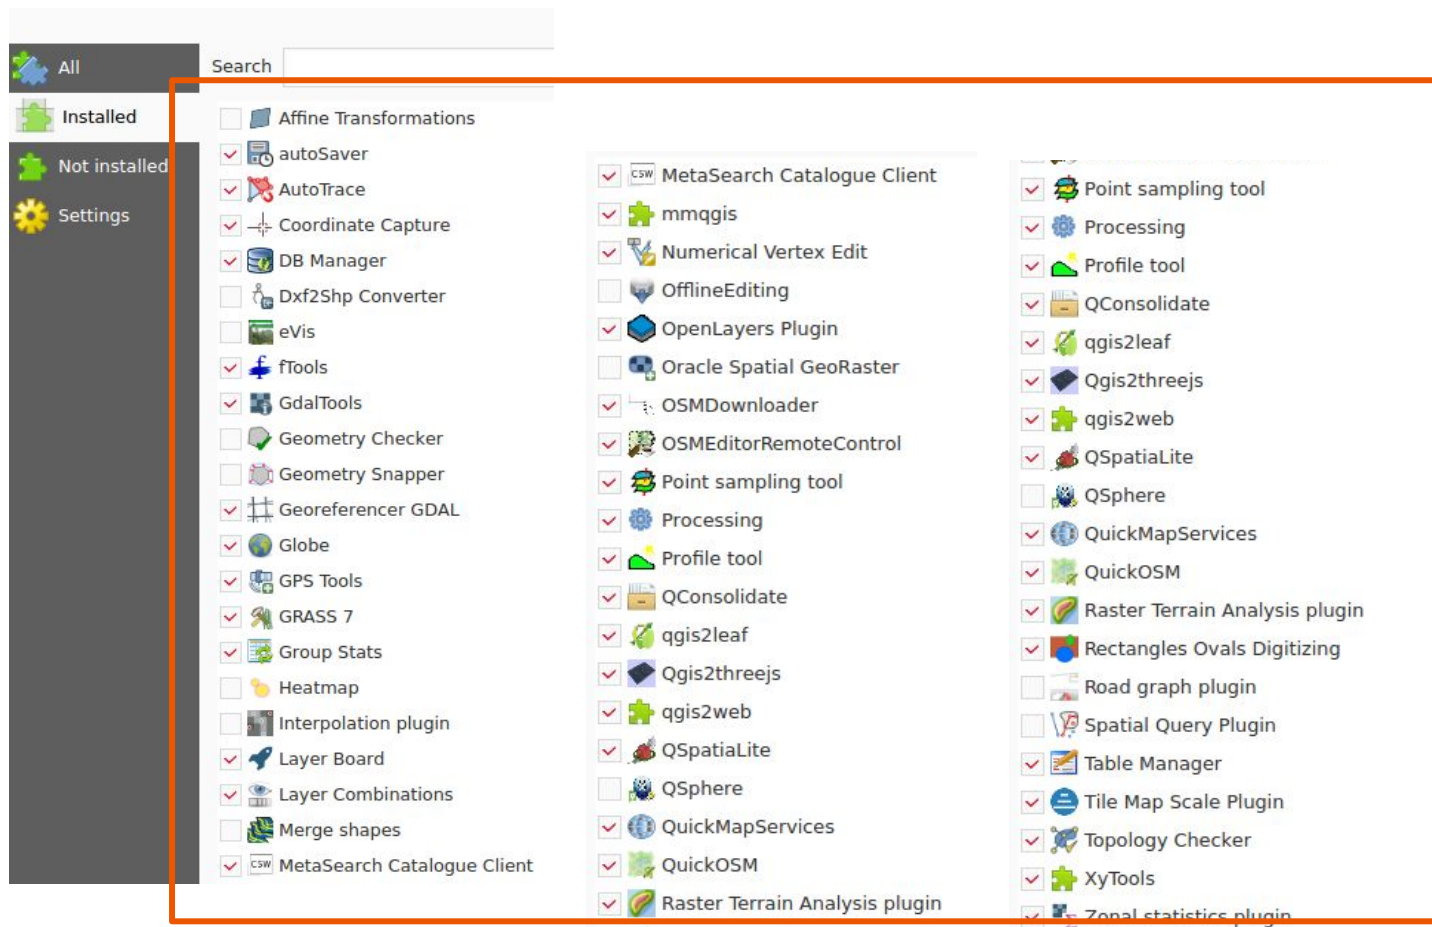 All
Installed
Not installed
Settings
Search
Affine Transformations
autoSaver
AutoTrace
Coordinate Capture
DB Manager
Dxf2Shp Converter
eVis
fTools
GdalTools
Geometry Checker
Geometry Snapper
Georeferencer GDAL
Globe
GPS Tools
GRASS 7
Group Stats
Heatmap
Interpolation plugin
Layer Board
Layer Combinations
Merge shapes
CSW MetaSearch Catalogue Client
CSW MetaSearch Catalogue Client
mmqgis
Numerical Vertex Edit
OfflineEditing
OpenLayers Plugin
Oracle Spatial GeoRaster
OSMDownloader
OSMEditorRemoteControl
Point sampling tool
Processing
Profile tool
QConsolidate
qgis2leaf
Qgis2threejs
qgis2web
QSpatiaLite
QSphere
QuickMapServices
QuickOSM
Raster Terrain Analysis plugin
Point sampling tool
Processing
Profile tool
QConsolidate
qgis2leaf
Qgis2threejs
qgis2web
QSpatiaLite
QSphere
QuickMapServices
QuickOSM
Raster Terrain Analysis plugin
Rectangles Ovals Digitizing
Road graph plugin
Spatial Query Plugin
Table Manager
Tile Map Scale Plugin
Topology Checker
XyTools
Zonal statistics plugin